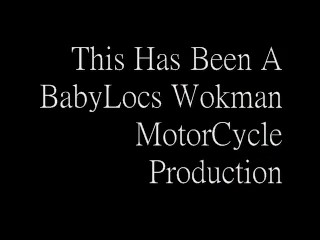 This Has Been A
BabyLocs Wokman
MotorCycle
Production